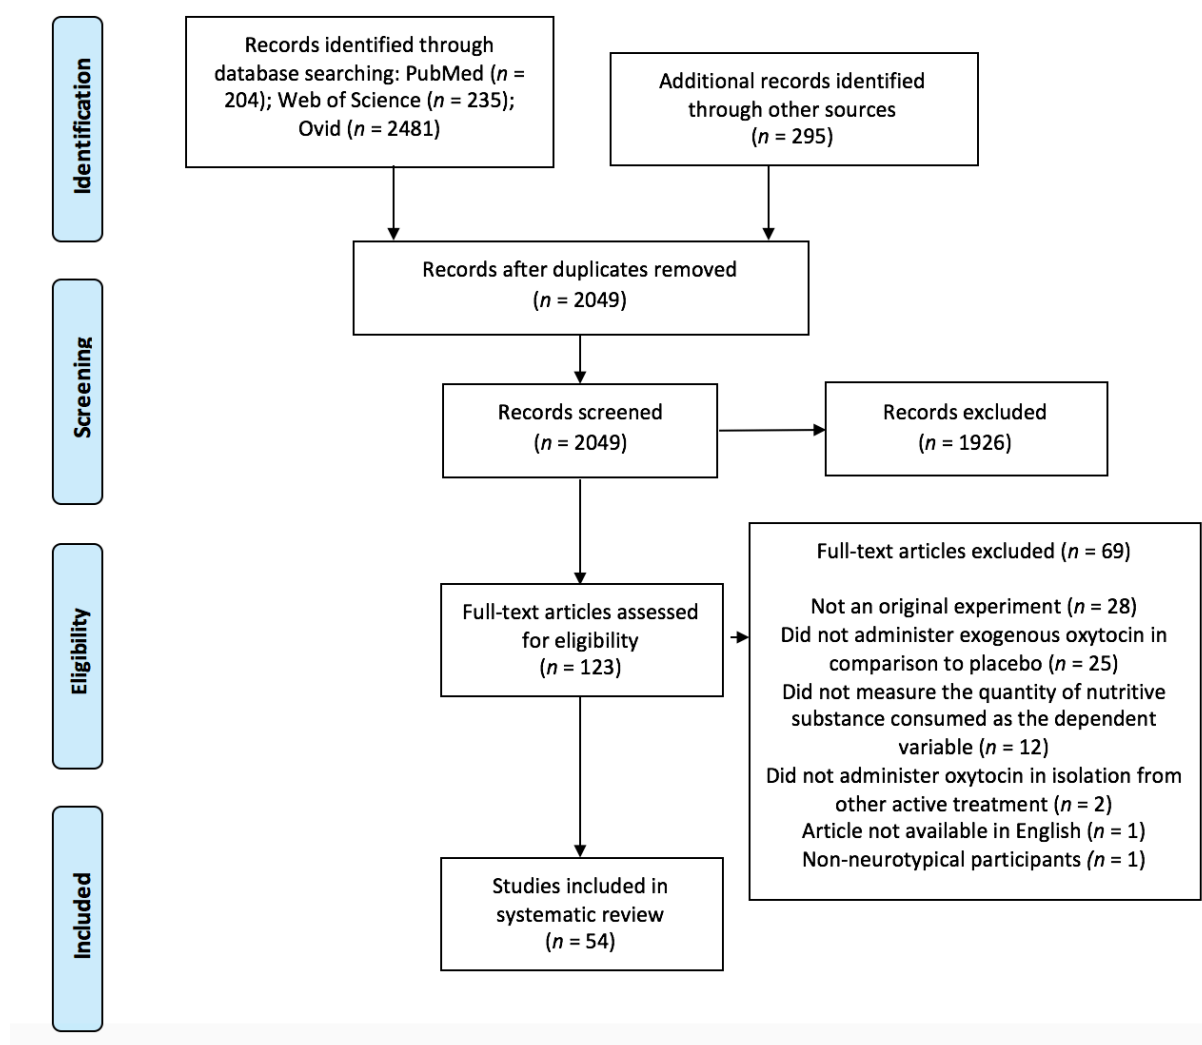 Identification
Records identified through
database searching: PubMed (n =
204); Web of Science (n = 235);
Ovid (n = 2481)
Additional records identified
through other sources
(n = 295)
Records after duplicates removed
(n = 2049)
Screening
Records screened
(n = 2049)
Records excluded
(n = 1926)
Eligibility
Full-text articles assessed
for eligibility
(n = 123)
Full-text articles excluded (n = 69)
Not an original experiment (n = 28)
Did not administer exogenous oxytocin in
comparison to placebo (n = 25)
Did not measure the quantity of nutritive
substance consumed as the dependent
variable (n = 12)
Did not administer oxytocin in isolation from
other active treatment (n = 2)
Article not available in English (n = 1)
Non-neurotypical participants (n = 1)
Included
Studies included in
systematic review
(n = 54)